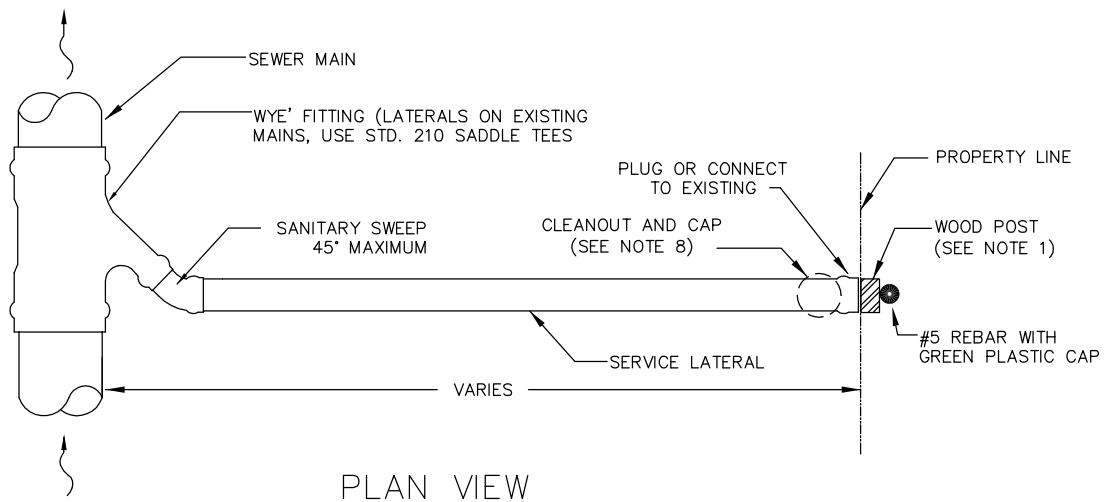 SEWER MAIN
WYE' FITTING (LATERALS ON EXISTING
MAINS, USE STD. 210 SADDLE TEES
SANITARY SWEEP
45° MAXIMUM
PLUG OR CONNECT
TO EXISTING
CLEANOUT AND CAP
(SEE NOTE 8)
PROPERTY LINE
WOOD POST
(SEE NOTE 1)
#5 REBAR WITH
GREEN PLASTIC CAP
SERVICE LATERAL
VARIES
PLAN VIEW